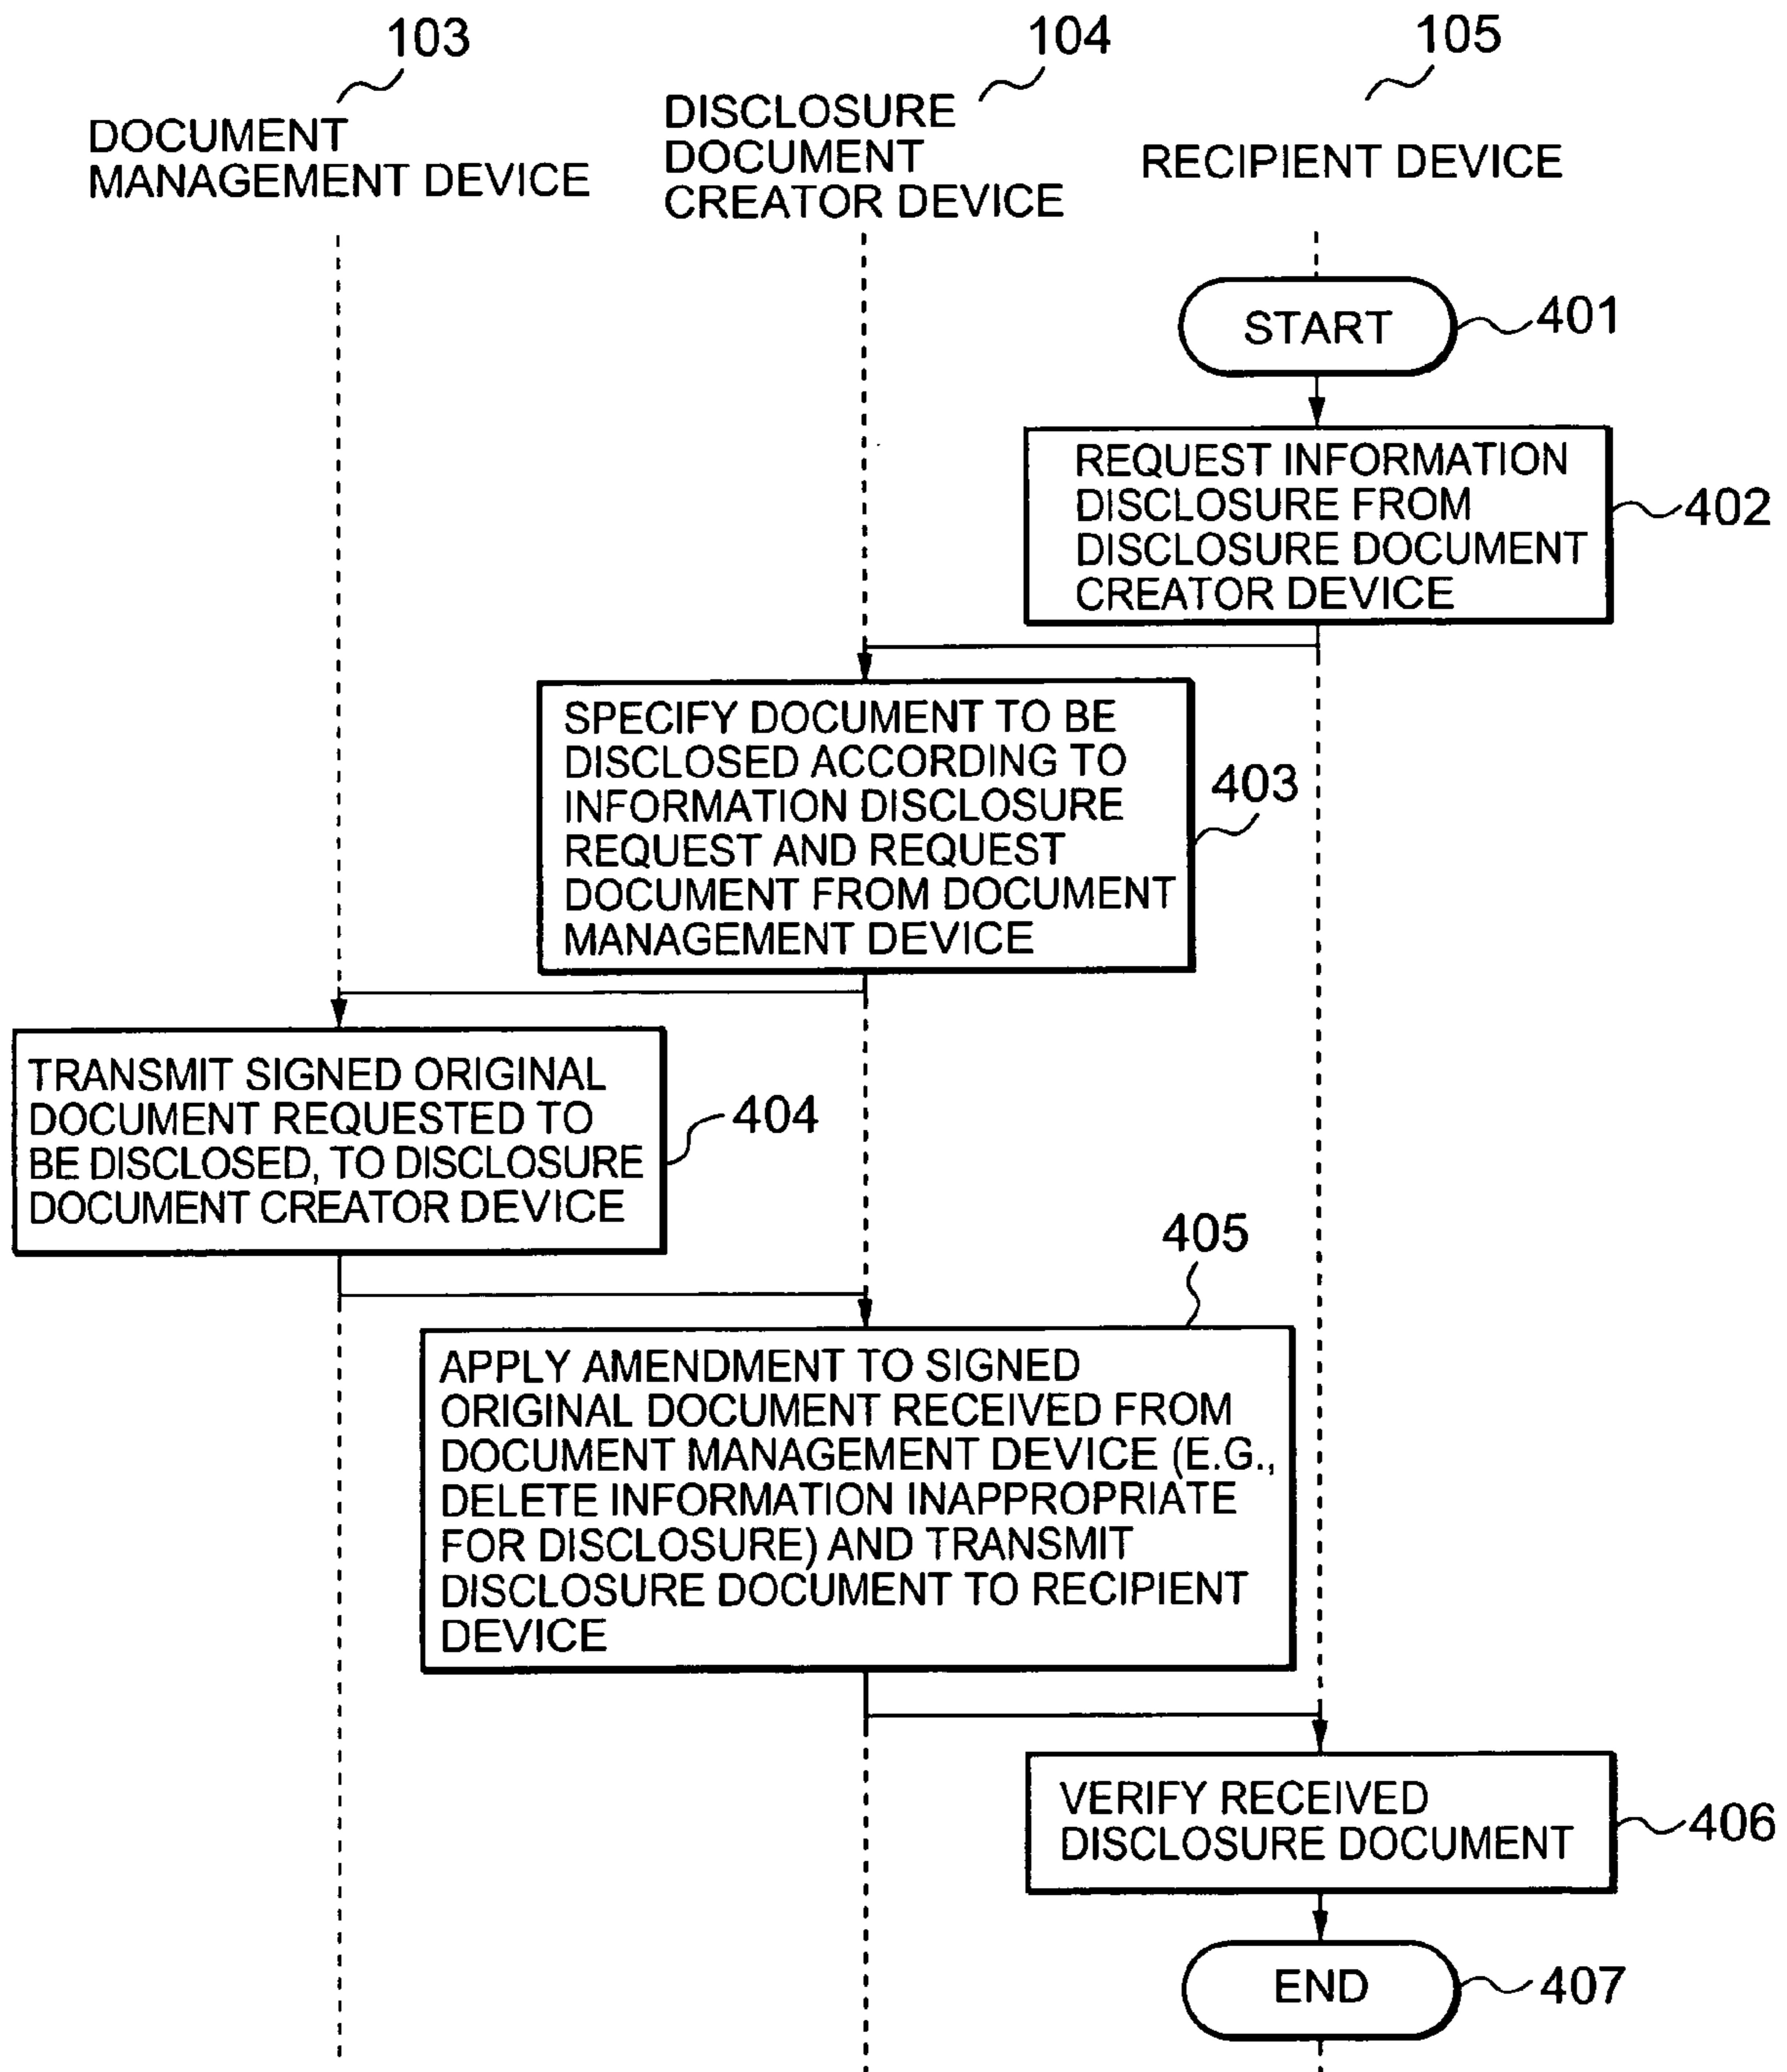 103
DOCUMENT
MANAGEMENT DEVICE
104
DISCLOSURE
DOCUMENT
CREATOR DEVICE
105
RECIPIENT DEVICE
START
401
REQUEST INFORMATION
DISCLOSURE FROM
DISCLOSURE DOCUMENT
CREATOR DEVICE
402
SPECIFY DOCUMENT TO BE
DISCLOSED ACCORDING TO
INFORMATION DISCLOSURE
REQUEST AND REQUEST
DOCUMENT FROM DOCUMENT
MANAGEMENT DEVICE
403
TRANSMIT SIGNED ORIGINAL
DOCUMENT REQUESTED TO
BE DISCLOSED, TO DISCLOSURE
DOCUMENT CREATOR DEVICE
404
405
APPLY AMENDMENT TO SIGNED
ORIGINAL DOCUMENT RECEIVED FROM
DOCUMENT MANAGEMENT DEVICE (E.G.,
DELETE INFORMATION INAPPROPRIATE
FOR DISCLOSURE) AND TRANSMIT
DISCLOSURE DOCUMENT TO RECIPIENT
DEVICE
VERIFY RECEIVED
DISCLOSURE DOCUMENT
406
END
407